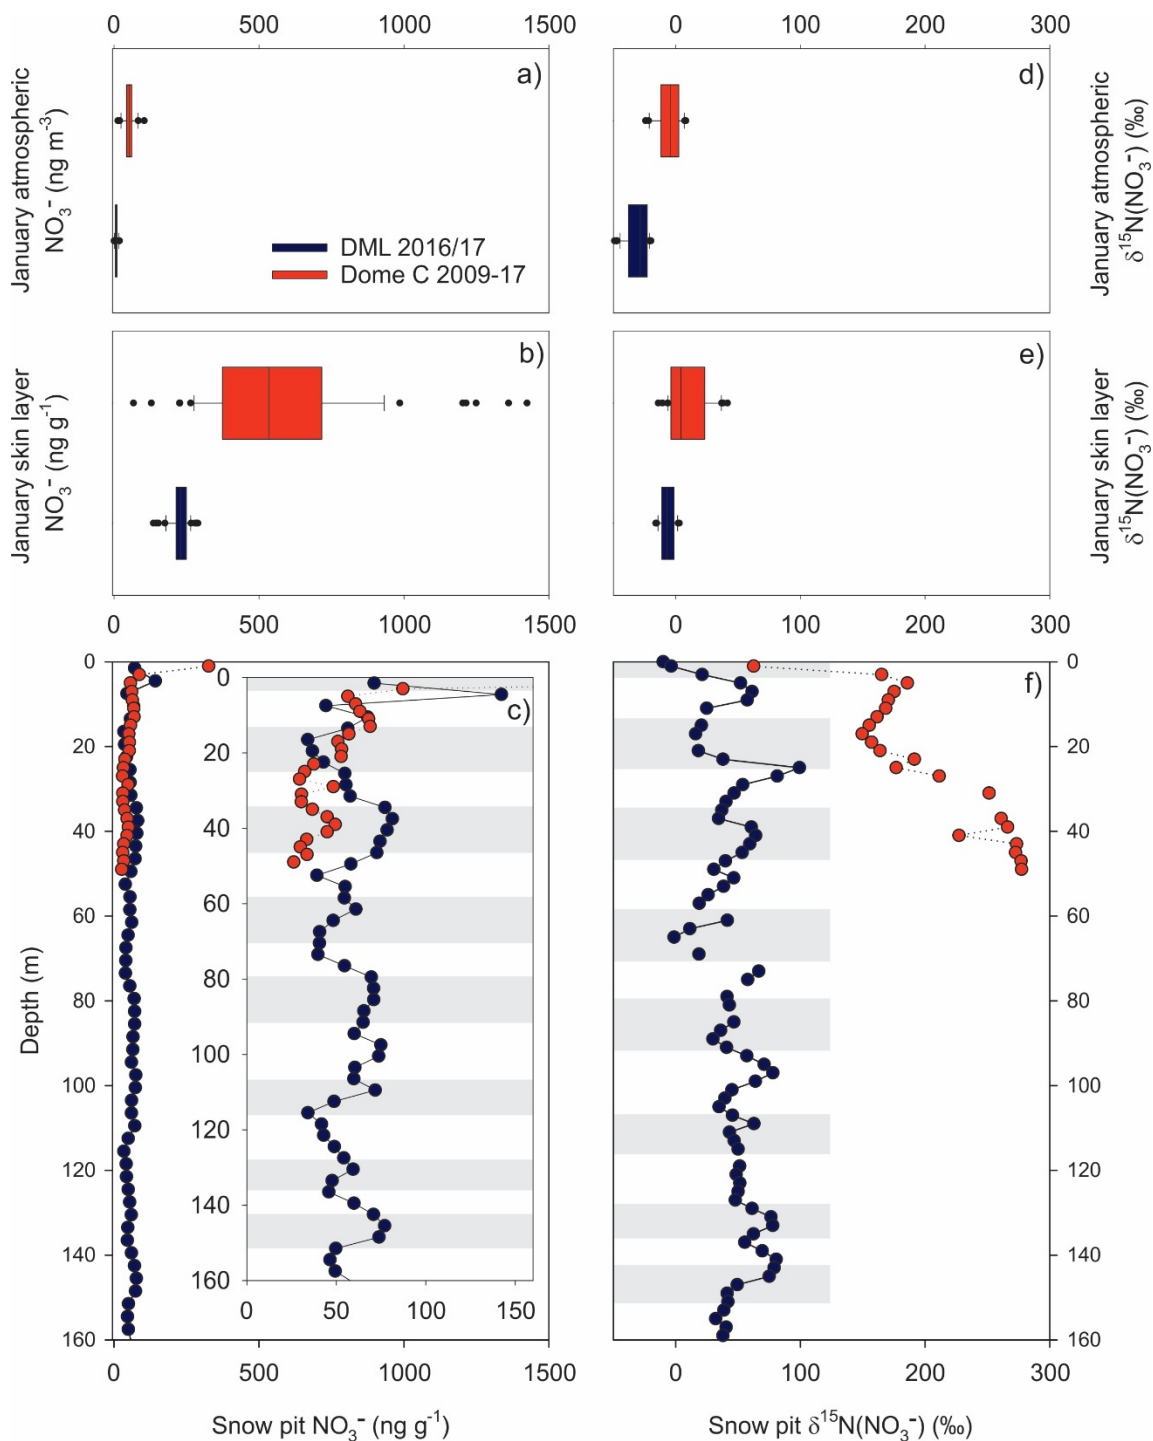 0 500 1000 1500
0 100 200 300
a)
d)
January atmospheric
NO₃⁻ (ng m⁻³)
January atmospheric
δ¹⁵N(NO₃⁻) (‰)
DML 2016/17
Dome C 2009-17
b)
e)
January skin layer
NO₃⁻ (ng g⁻¹)
January skin layer
δ¹⁵N(NO₃⁻) (‰)
0 500 1000 1500
0 100 200 300
Depth (m)
0
20
40
60
80
100
120
140
160
c)
0
20
40
60
80
100
120
140
160
0 50 100 150
f)
0
20
40
60
80
100
120
140
160
0 500 1000 1500
0 100 200 300
Snow pit NO₃⁻ (ng g⁻¹)
Snow pit δ¹⁵N(NO₃⁻) (‰)